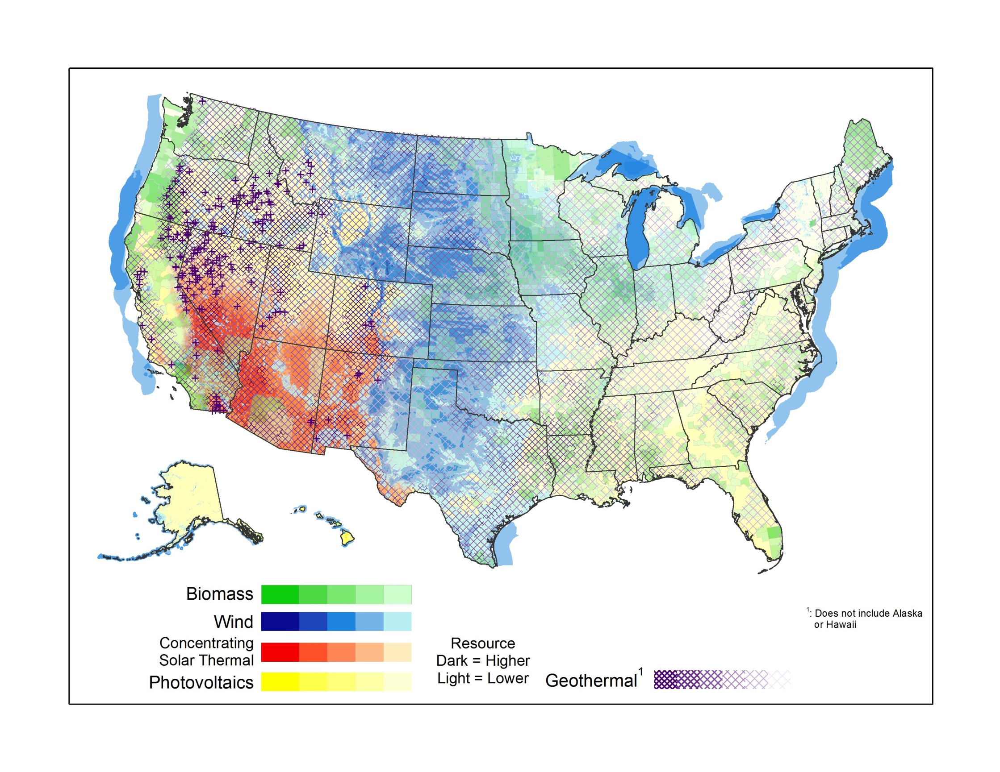 Biomass
Wind
Concentrating
Solar Thermal
Photovoltaics
Resource
Dark = Higher
Light = Lower
Geothermal1
1: Does not include Alaska
or Hawaii